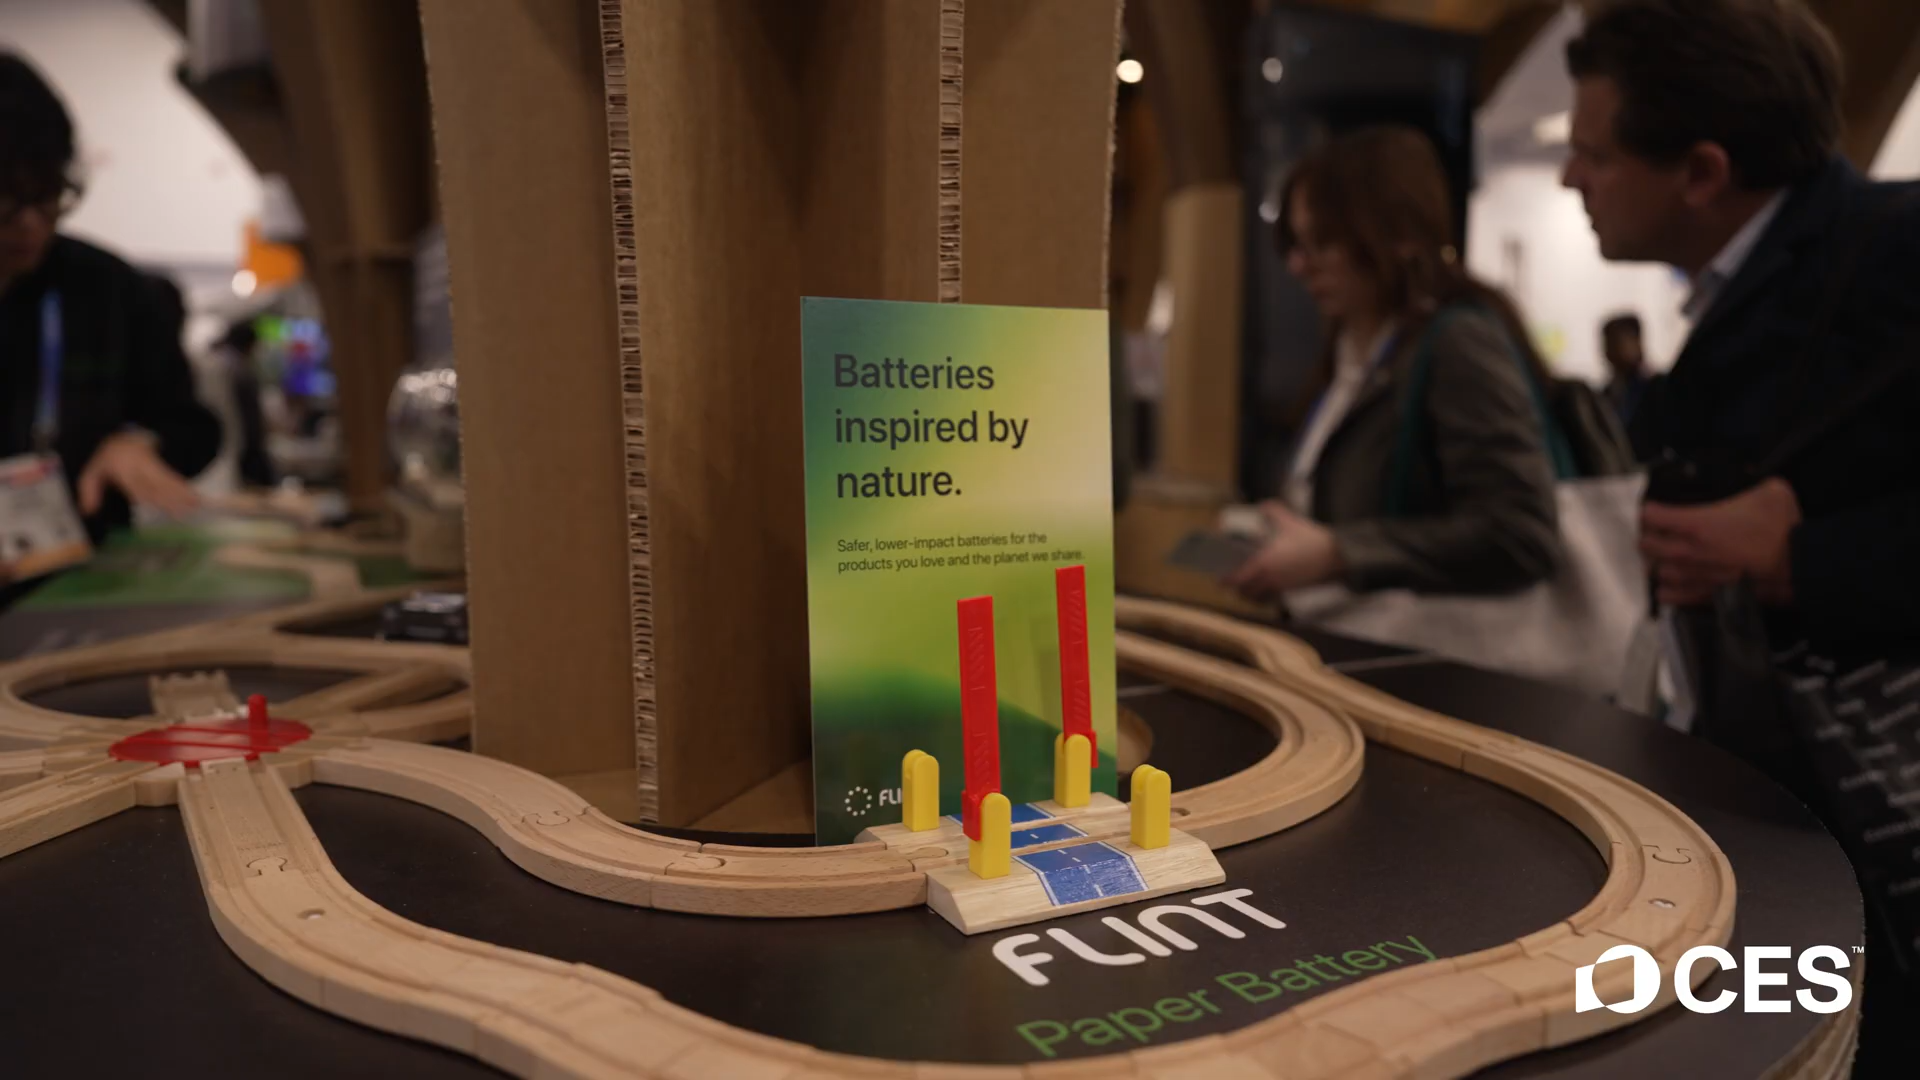 Batteries
inspired by
nature.
Safer, lower-impact batteries for the
products you love and the planet we share.
FLINT
Paper Battery
CES™